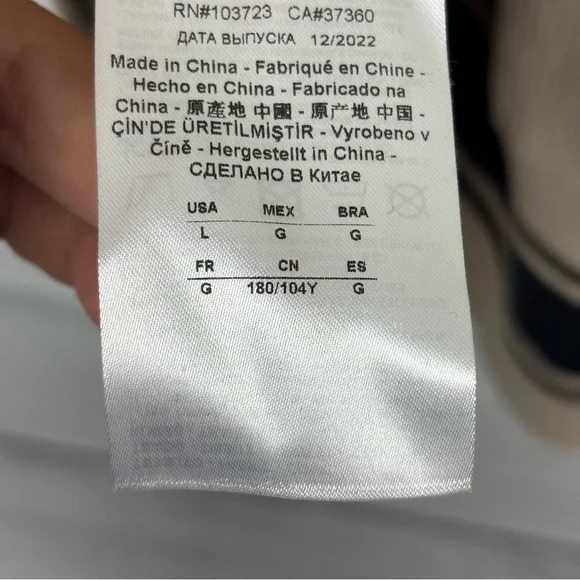 RN#103723 CA#37360
ДАТА ВЫПУСКА 12/2022
Made in China - Fabriqué en Chine -
Hecho en China - Fabricado na
China - 原產地 中國 - 原产地 中国 -
ÇİN'DE ÜRETİLMİŞTİR - Vyrobeno v
Číně - Hergestellt in China -
СДЕЛАНО В Китае
USA MEX BRA
L G G
FR CN ES
G 180/104Y G